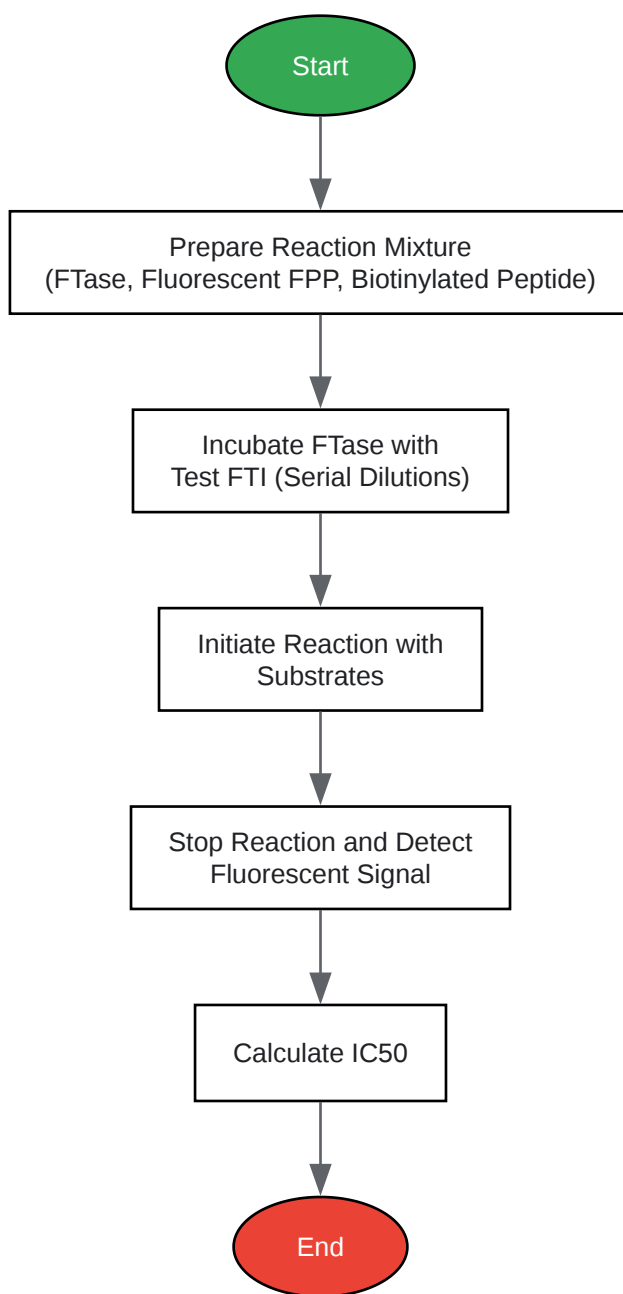 Start
Prepare Reaction Mixture
(FTase, Fluorescent FPP, Biotinylated Peptide)
Incubate FTase with
Test FTI (Serial Dilutions)
Initiate Reaction with
Substrates
Stop Reaction and Detect
Fluorescent Signal
Calculate IC50
End